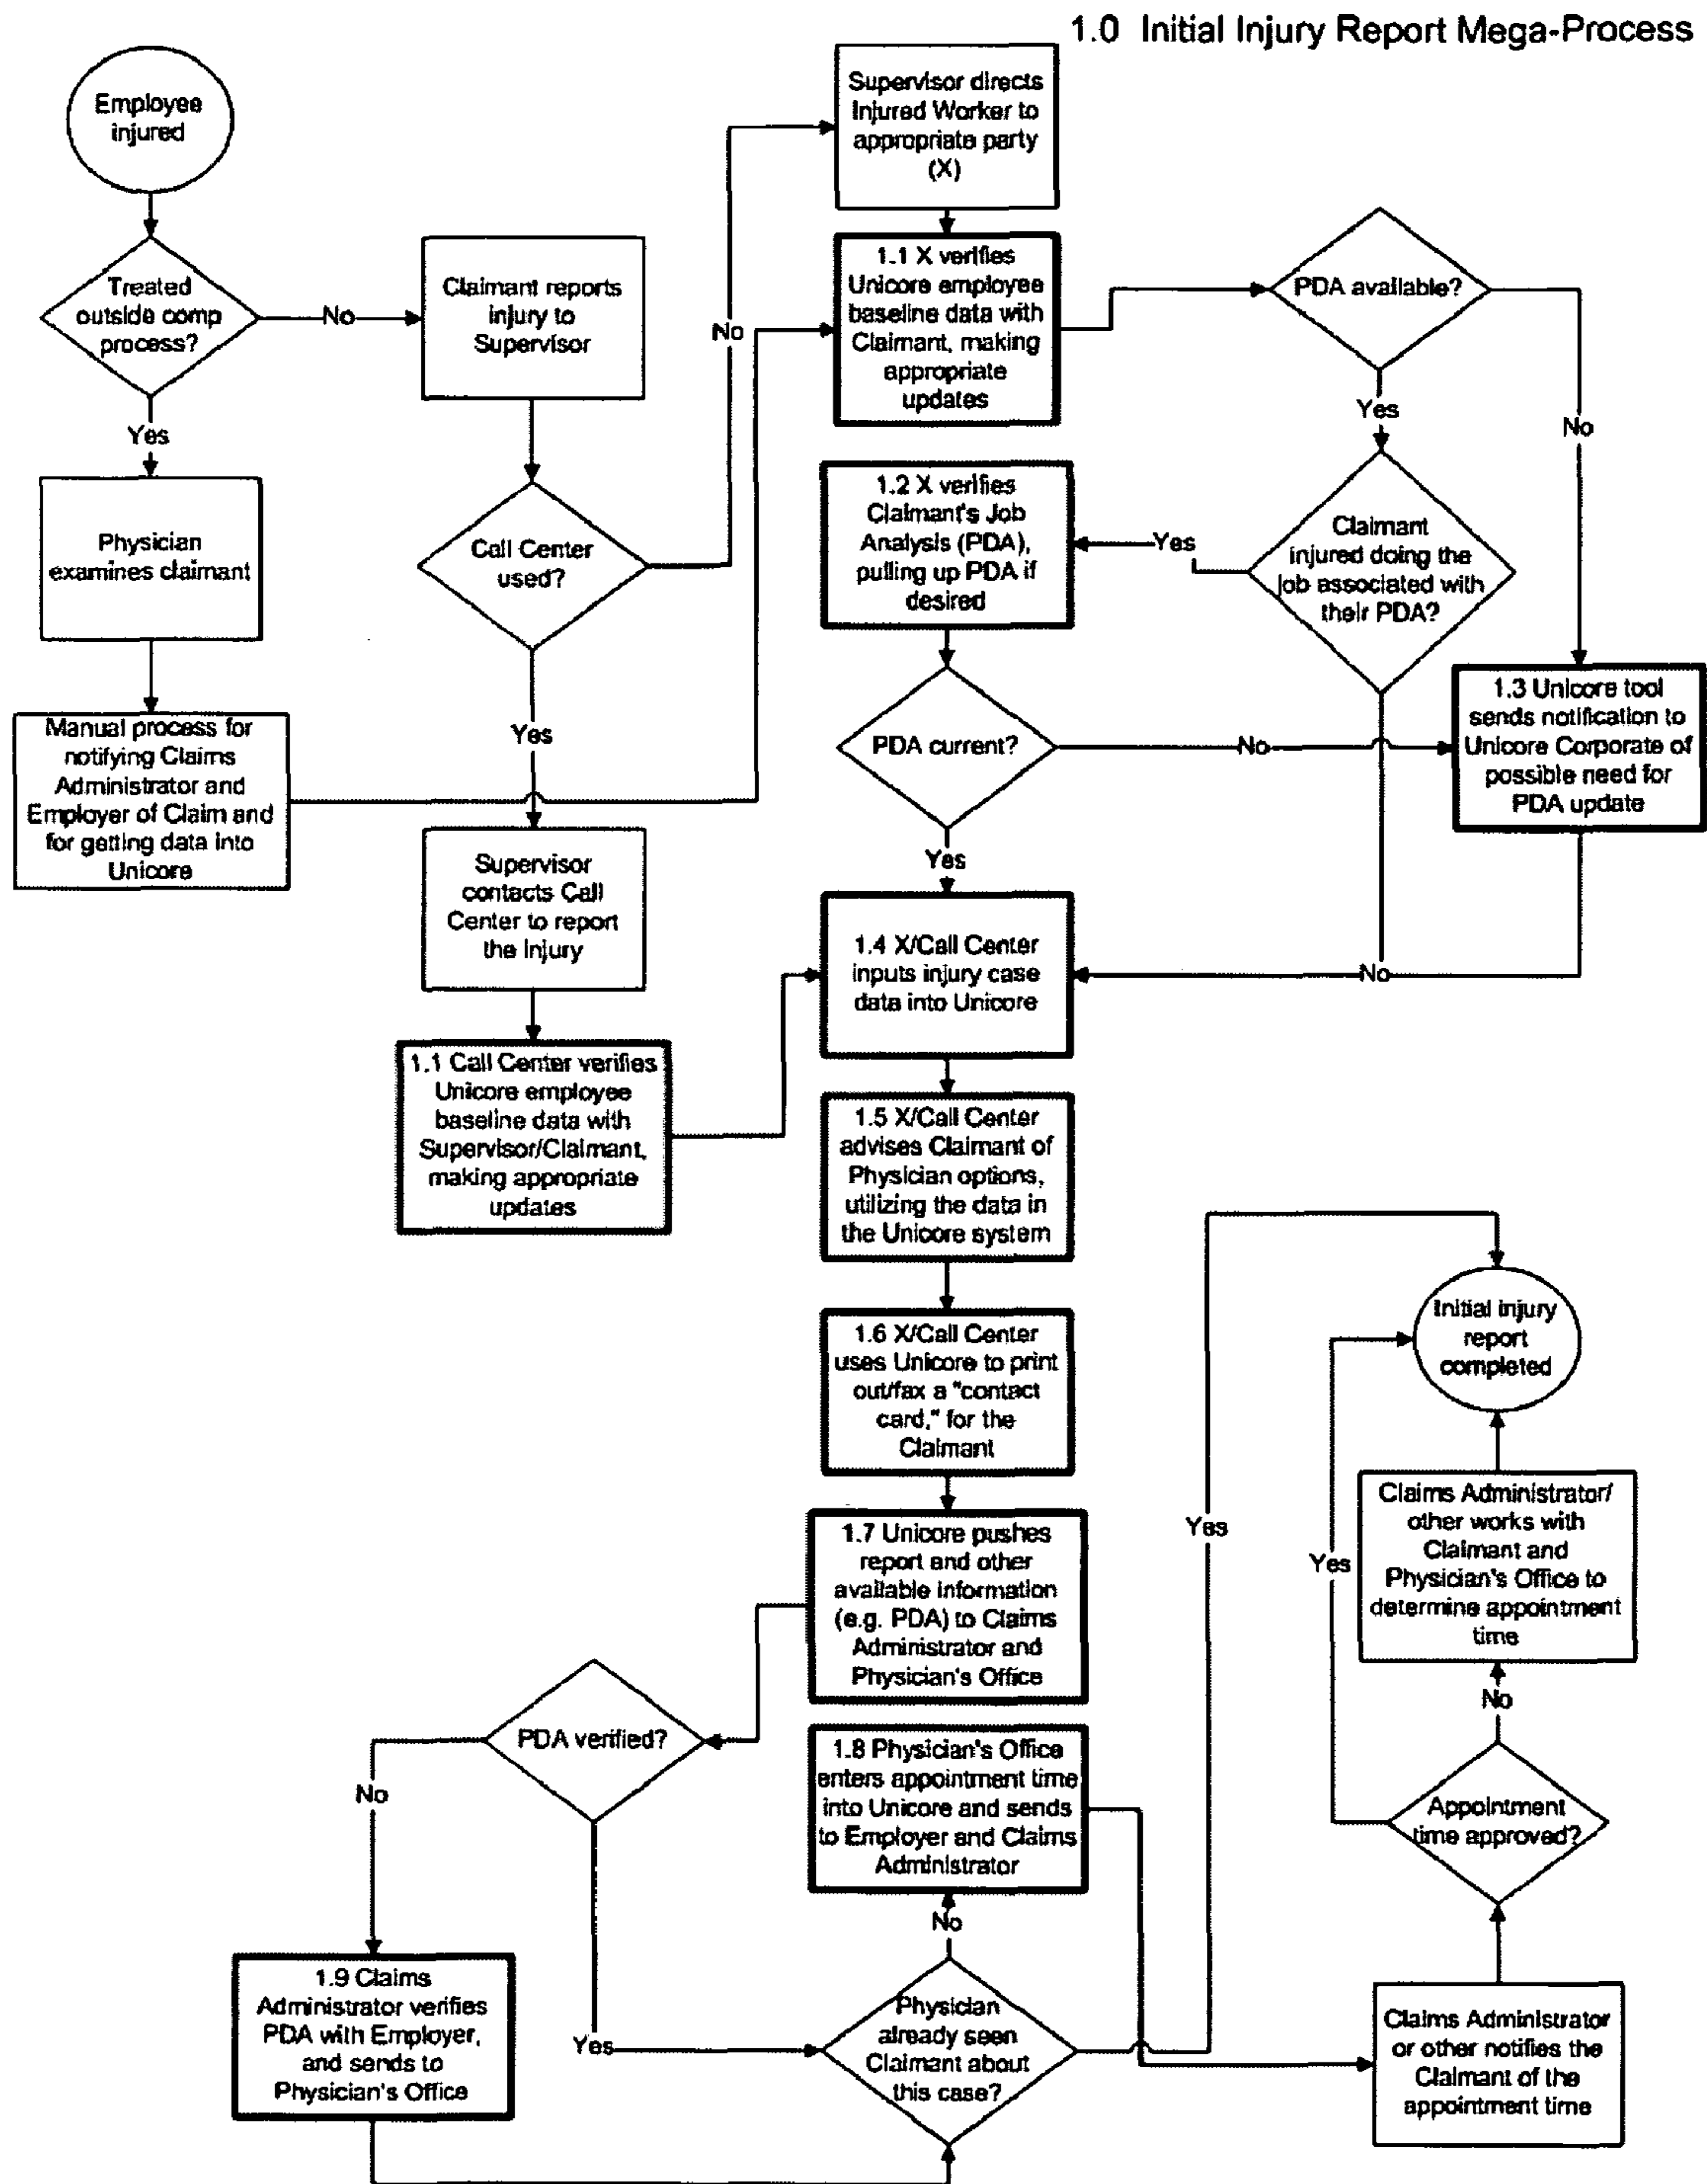 1.0 Initial Injury Report Mega-Process
Employee
injured
Treated
outside comp
process?
No
Yes
Physician
examines claimant
Manual process for
notifying Claims
Administrator and
Employer of Claim and
for getting data into
Unicore
Claimant reports
injury to
Supervisor
Call Center
used?
No
Yes
Supervisor
contacts Call
Center to report
the injury
1.1 Call Center verifies
Unicore employee
baseline data with
Supervisor/Claimant,
making appropriate
updates
Supervisor directs
Injured Worker to
appropriate party
(X)
1.1 X verifies
Unicore employee
baseline data with
Claimant, making
appropriate
updates
PDA available?
Yes
No
Claimant
injured doing the
job associated with
their PDA?
Yes
No
1.2 X verifies
Claimant's Job
Analysis (PDA),
pulling up PDA if
desired
PDA current?
No
Yes
1.3 Unicore tool
sends notification to
Unicore Corporate of
possible need for
PDA update
1.4 X/Call Center
inputs injury case
data into Unicore
1.5 X/Call Center
advises Claimant of
Physician options,
utilizing the data in
the Unicore system
1.6 X/Call Center
uses Unicore to print
out/fax a "contact
card," for the
Claimant
1.7 Unicore pushes
report and other
available information
(e.g. PDA) to Claims
Administrator and
Physician's Office
PDA verified?
No
Yes
1.9 Claims
Administrator verifies
PDA with Employer,
and sends to
Physician's Office
Physician
already seen
Claimant about
this case?
No
Yes
1.8 Physician's Office
enters appointment time
into Unicore and sends
to Employer and Claims
Administrator
Claims Administrator
or other notifies the
Claimant of the
appointment time
Appointment
time approved?
No
Yes
Claims Administrator/
other works with
Claimant and
Physician's Office to
determine appointment
time
Initial injury
report
completed